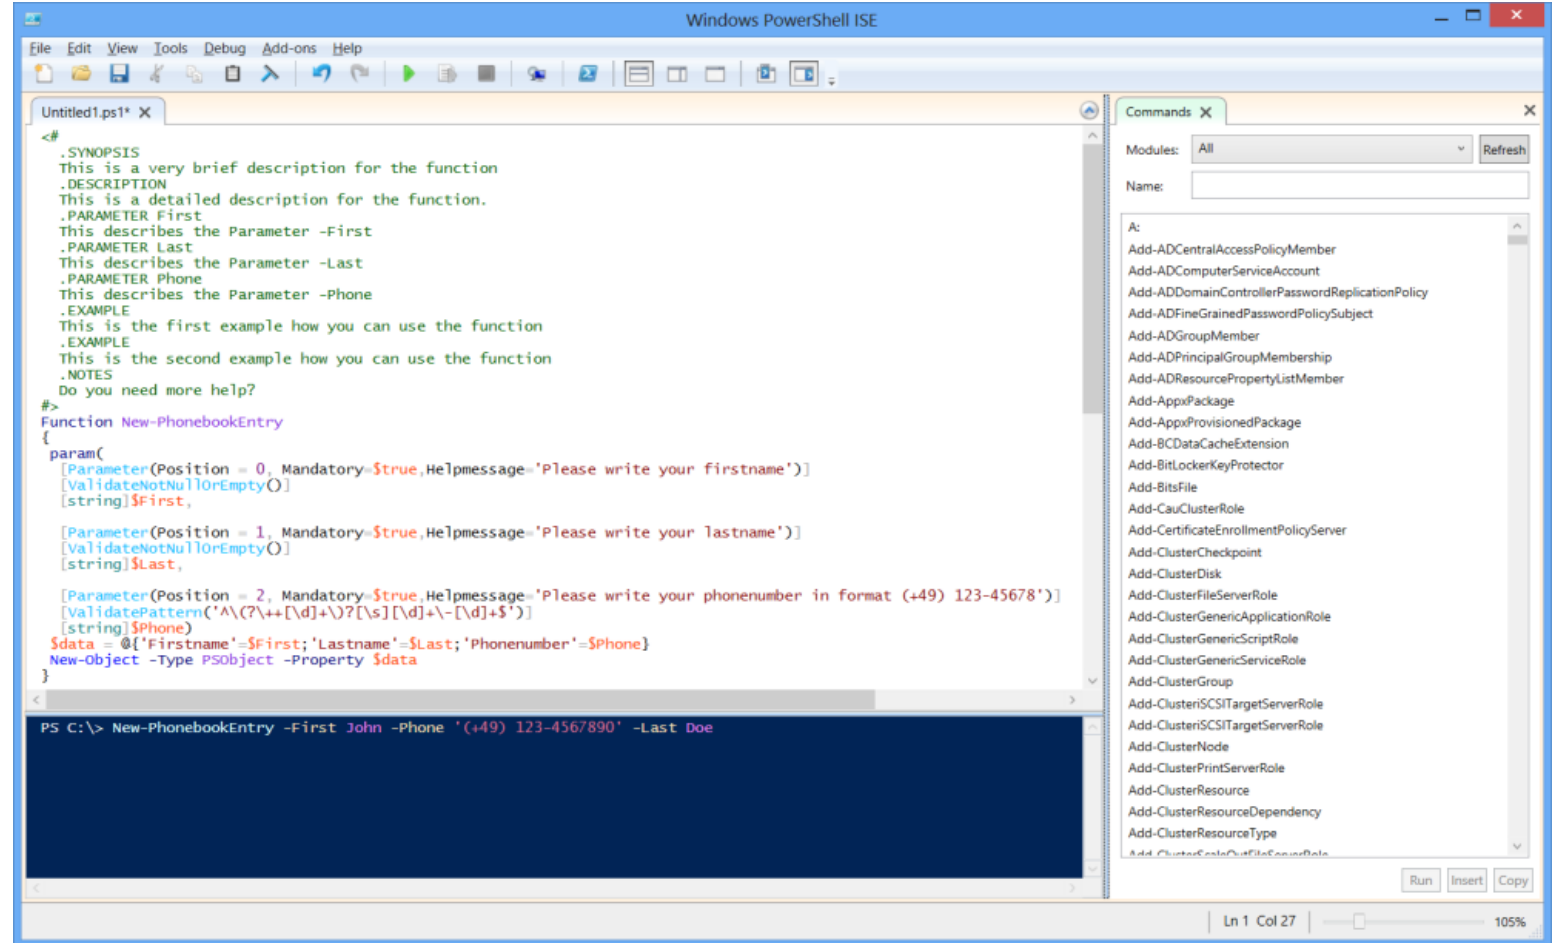 Windows PowerShell ISE
File Edit View Tools Debug Add-ons Help
Untitled1.ps1* X
<#
.SYNOPSIS
This is a very brief description for the function
.DESCRIPTION
This is a detailed description for the function.
.PARAMETER First
This describes the Parameter -First
.PARAMETER Last
This describes the Parameter -Last
.PARAMETER Phone
This describes the Parameter -Phone
.EXAMPLE
This is the first example how you can use the function
.EXAMPLE
This is the second example how you can use the function
.NOTES
Do you need more help?
#>
Function New-PhonebookEntry
{
param(
[Parameter(Position = 0, Mandatory=$true,Helpmessage='Please write your firstname')]
[ValidateNotNullOrEmpty()]
[string]$First,
[Parameter(Position = 1, Mandatory=$true,Helpmessage='Please write your lastname')]
[ValidateNotNullOrEmpty()]
[string]$Last,
[Parameter(Position = 2, Mandatory=$true,Helpmessage='Please write your phonenumber in format (+49) 123-45678')]
[ValidatePattern('^\(?\++[\d]+\)?[\s][\d]+\-[\d]+$')]
[string]$Phone)
$data = @{'Firstname'=$First;'Lastname'=$Last;'Phonenumber'=$Phone}
New-Object -Type PSObject -Property $data
}
PS C:\> New-PhonebookEntry -First John -Phone '(+49) 123-4567890' -Last Doe
Commands X
Modules: All Refresh
Name:
A:
Add-ADCentralAccessPolicyMember
Add-ADComputerServiceAccount
Add-ADDomainControllerPasswordReplicationPolicy
Add-ADFineGrainedPasswordPolicySubject
Add-ADGroupMember
Add-ADPrincipalGroupMembership
Add-ADResourcePropertyListMember
Add-AppxPackage
Add-AppxProvisionedPackage
Add-BCDataCacheExtension
Add-BitLockerKeyProtector
Add-BitsFile
Add-CauClusterRole
Add-CertificateEnrollmentPolicyServer
Add-ClusterCheckpoint
Add-ClusterDisk
Add-ClusterFileServerRole
Add-ClusterGenericApplicationRole
Add-ClusterGenericScriptRole
Add-ClusterGenericServiceRole
Add-ClusterGroup
Add-ClusteriSCSITargetServerRole
Add-ClusteriSCSITargetServerRole
Add-ClusterNode
Add-ClusterPrintServerRole
Add-ClusterResource
Add-ClusterResourceDependency
Add-ClusterResourceType
Add-ClusterScaleOutFileServerRole
Run Insert Copy
Ln 1 Col 27 105%